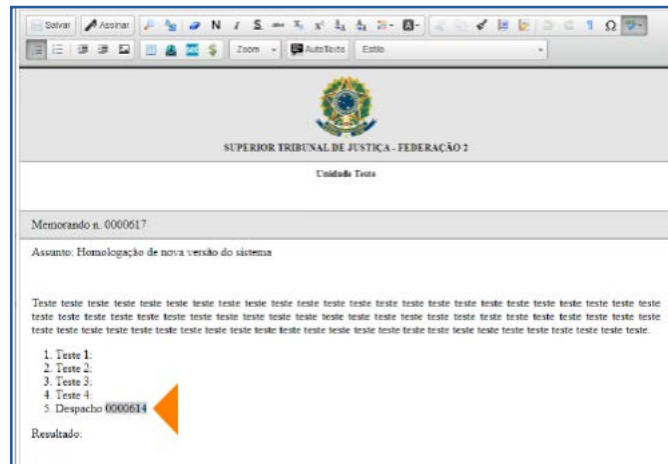 Salvar Assinar N I S abc X₂ x²
Zoom AutoTexto Estilo
SUPERIOR TRIBUNAL DE JUSTIÇA - FEDERAÇÃO 2
Unidade Teste
Memorando n. 0000617
Assunto: Homologação de nova versão do sistema
Teste teste teste teste teste teste teste teste teste teste teste teste teste teste teste teste teste teste teste teste teste teste teste
teste teste teste teste teste teste teste teste teste teste teste teste teste teste teste teste teste teste teste teste teste teste teste
teste teste teste teste teste teste teste teste teste teste teste teste teste teste teste teste teste teste teste teste teste teste.
1. Teste 1:
2. Teste 2:
3. Teste 3:
4. Teste 4:
5. Despacho 0000614
Resultado: